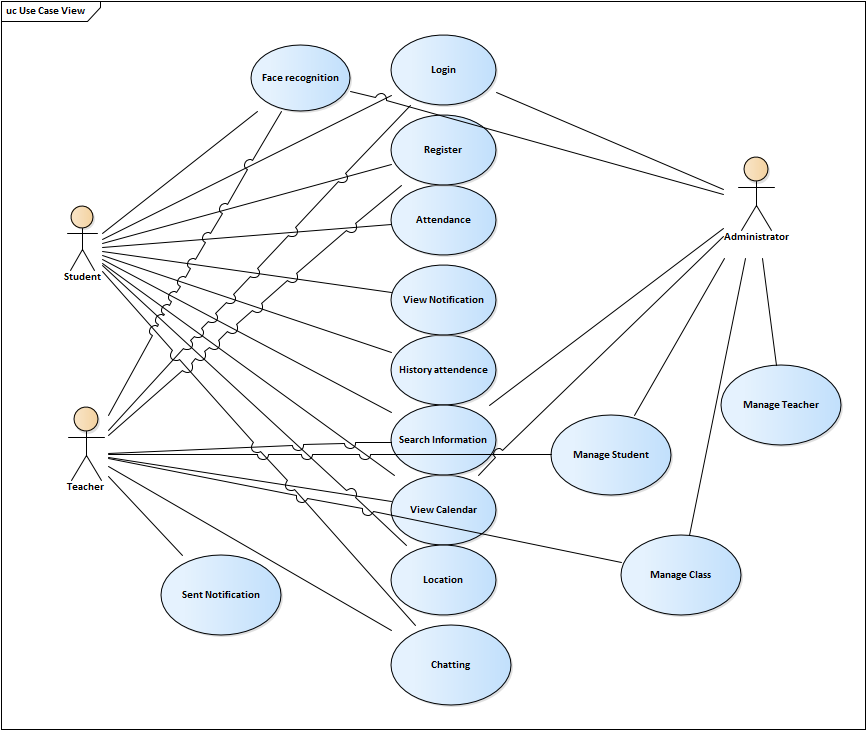 uc Use Case View
Face recognition
Login
Register
Attendance
Administrator
Student
View Notification
History attendence
Manage Teacher
Search Information
Manage Student
Teacher
View Calendar
Manage Class
Location
Sent Notification
Chatting